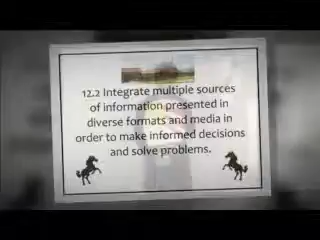 12.2 Integrate multiple sources
of information presented in
diverse formats and media in
order to make informed decisions
and solve problems.